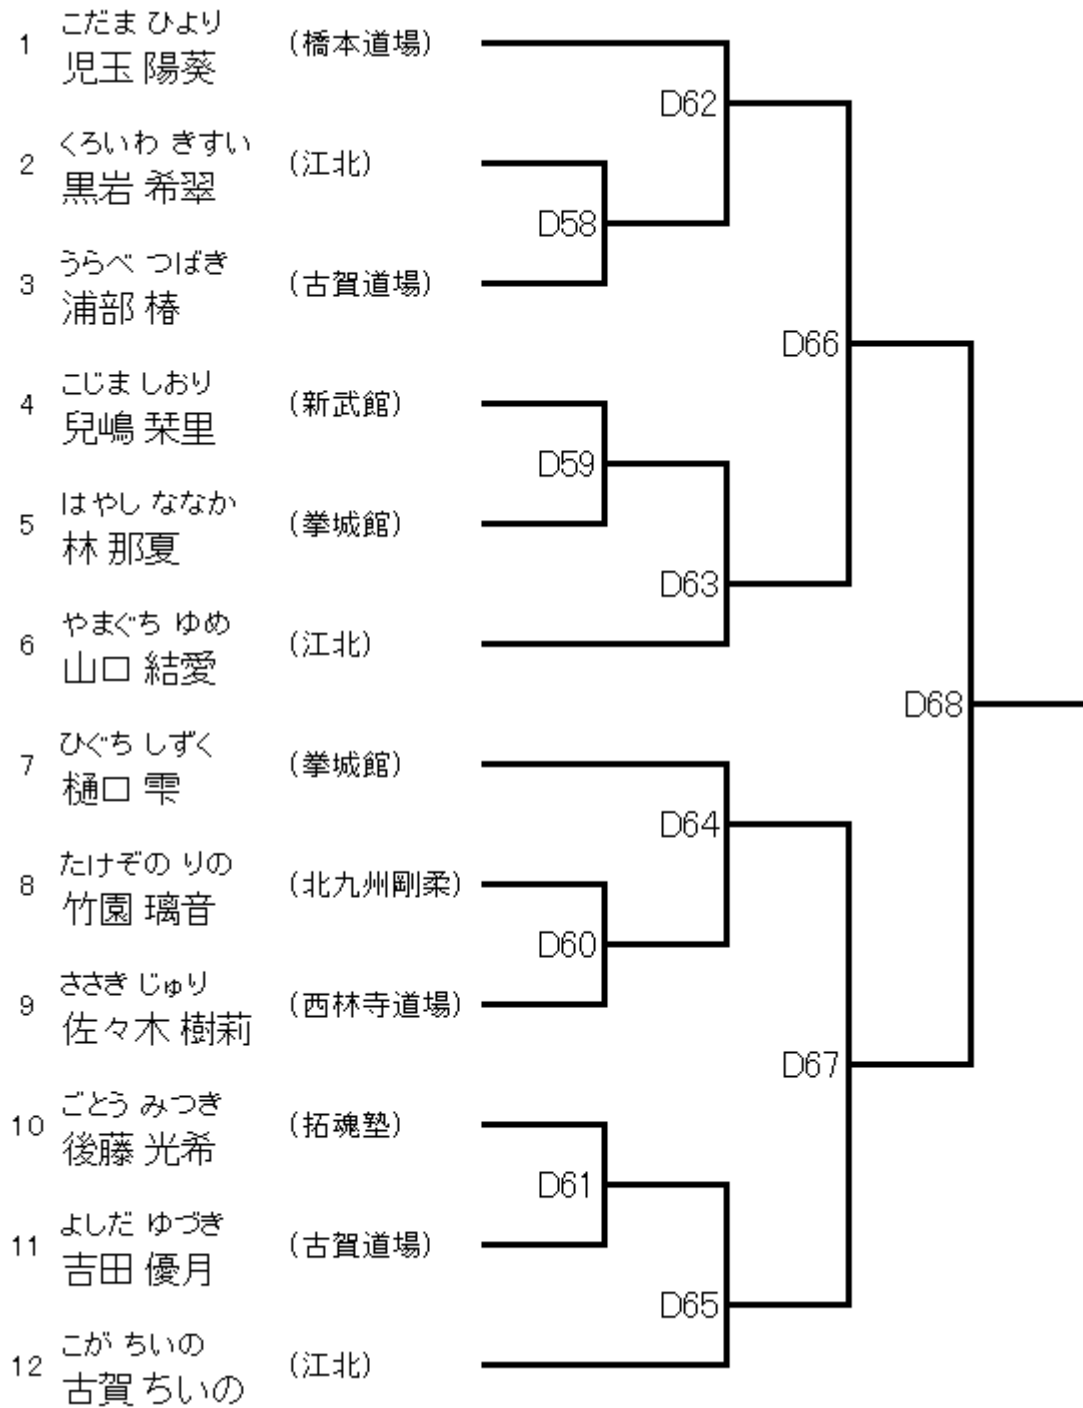 こだま ひより
1 児玉 陽葵 (橋本道場)
D62
くろいわ きすい
2 黒岩 希翠 (江北)
D58
うらべ つばき
3 浦部 椿 (古賀道場)
D66
こじま しおり
4 兒嶋 栞里 (新武館)
D59
はやし ななか
5 林 那夏 (拳城館)
D63
やまぐち ゆめ
6 山口 結愛 (江北)
D68
ひぐち しずく
7 樋口 雫 (拳城館)
D64
たけぞの りの
8 竹園 璃音 (北九州剛柔)
D60
ささき じゅり
9 佐々木 樹莉 (西林寺道場)
D67
ごとう みつき
10 後藤 光希 (拓魂塾)
D61
よしだ ゆづき
11 吉田 優月 (古賀道場)
D65
こが ちいの
12 古賀 ちいの (江北)